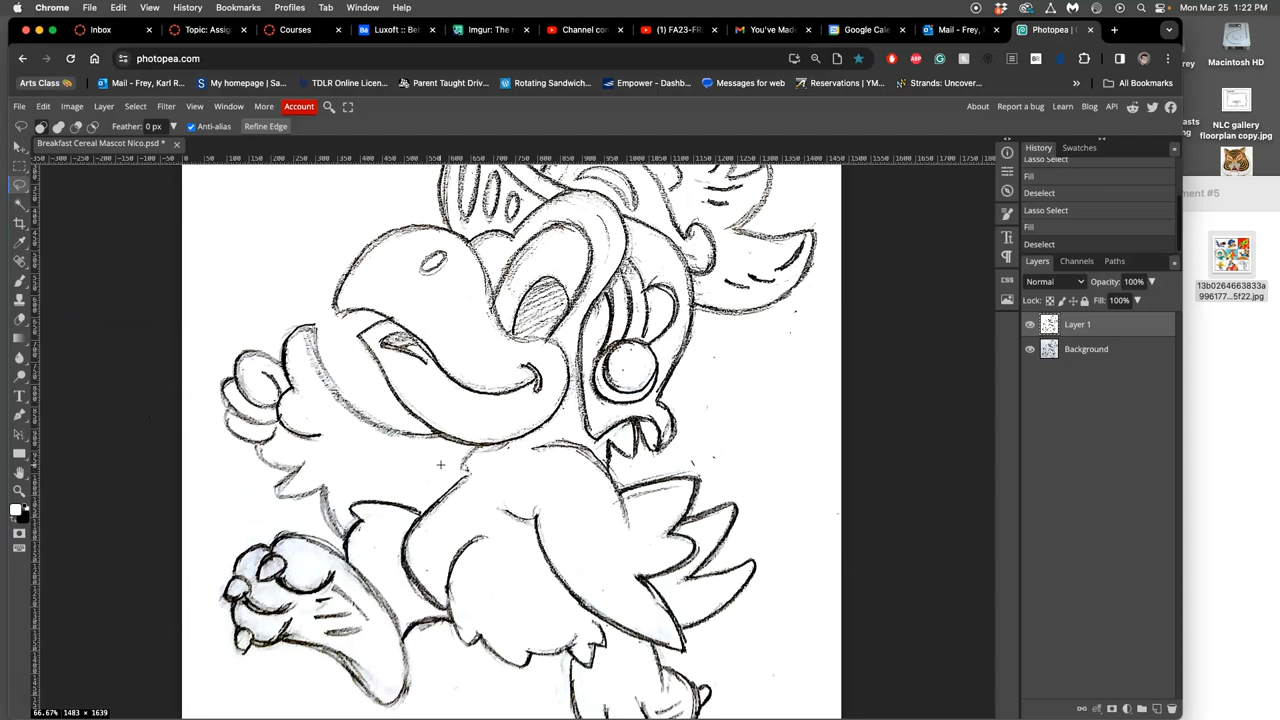 Chrome File Edit View History Bookmarks Profiles Tab Window Help Mon Mar 25 1:22 PM
Inbox Topic: Assig Courses Luxoft :: Be Imgur: The Channel con (1) FA23-FR You've Made Google Cale Mail - Frey, Photopea | 
photopea.com
Arts Class Mail - Frey, Karl R... My homepage | Sa... TDLR Online Licen... Parent Taught Driv... Rotating Sandwich... Empower - Dashb... Messages for web Reservations | YM... Strands: Uncover... All Bookmarks
Macintosh HD
File Edit Image Layer Select Filter View Window More Account About Report a bug Learn Blog API
Feather: 0 px Anti-alias Refine Edge
Breakfast Cereal Mascot Nico.psd *
History Swatches
Lasso Select
Fill
Deselect
Lasso Select
Fill
Deselect
Layers Channels Paths
Normal Opacity: 100%
Lock: Fill: 100%
Layer 1
Background
CSS
NLC gallery
floorplan copy.jpg
ment #5
13b0264663833a
996177...5f22.jpg
66.67% 1483 × 1639